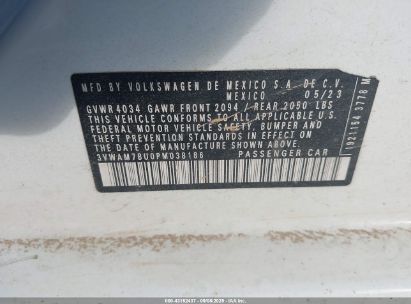 MFD BY VOLKSWAGEN DE MEXICO S.A. DE C.V.
MEXICO 05/23
GVWR 4034 GAWR FRONT 2094 / REAR 2050 LBS
THIS VEHICLE CONFORMS TO ALL APPLICABLE
FEDERAL MOTOR VEHICLE SAFETY, BUMPER AND
THEFT PREVENTION STANDARDS IN EFFECT ON
THE DATE OF MANUFACTURE SHOWN ABOVE.
3VWAM7BU0PM038186 PASSENGER CAR
1921154 3778 M